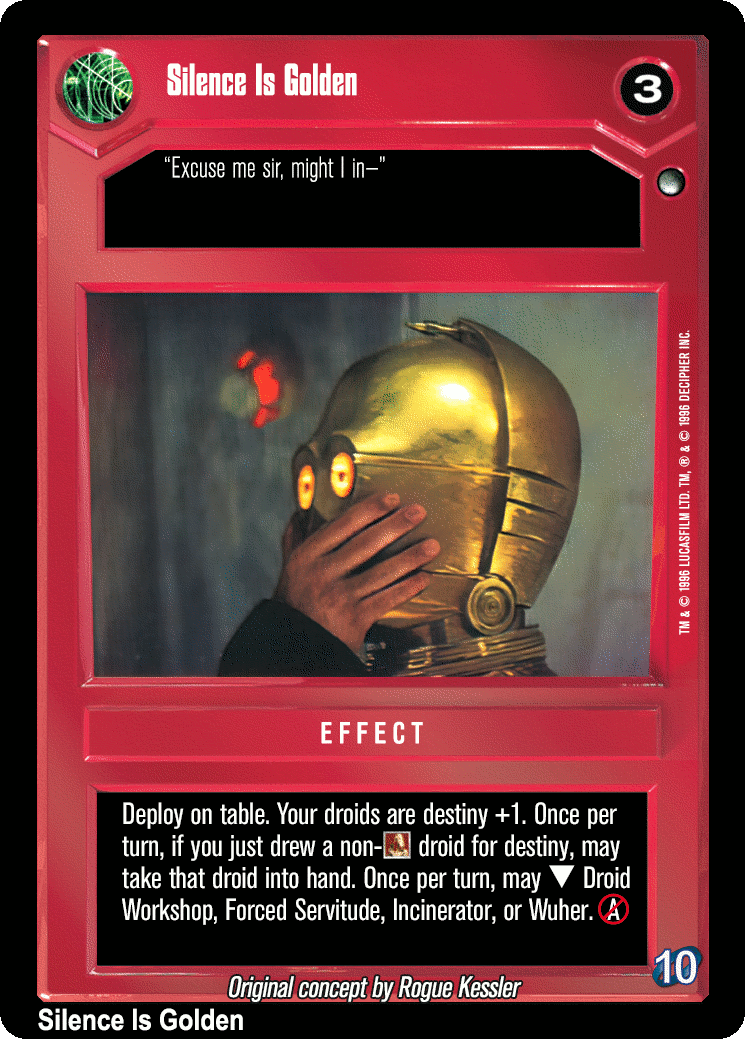 Silence Is Golden
3
“Excuse me sir, might I in–”
TM & © 1996 LUCASFILM LTD. TM, ® & © 1996 DECIPHER INC.
EFFECT
Deploy on table. Your droids are destiny +1. Once per
turn, if you just drew a non- droid for destiny, may
take that droid into hand. Once per turn, may ▼ Droid
Workshop, Forced Servitude, Incinerator, or Wuher. A
10
Original concept by Rogue Kessler
Silence Is Golden